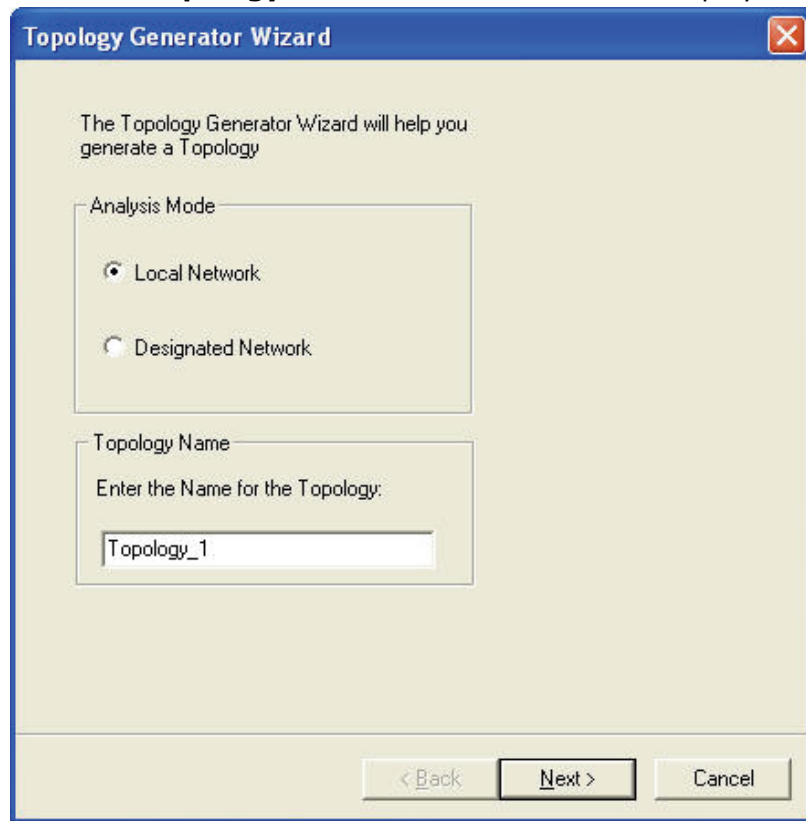 Topology Generator Wizard
The Topology Generator Wizard will help you
generate a Topology
Analysis Mode
Local Network
Designated Network
Topology Name
Enter the Name for the Topology:
Topology_1
< Back
Next >
Cancel